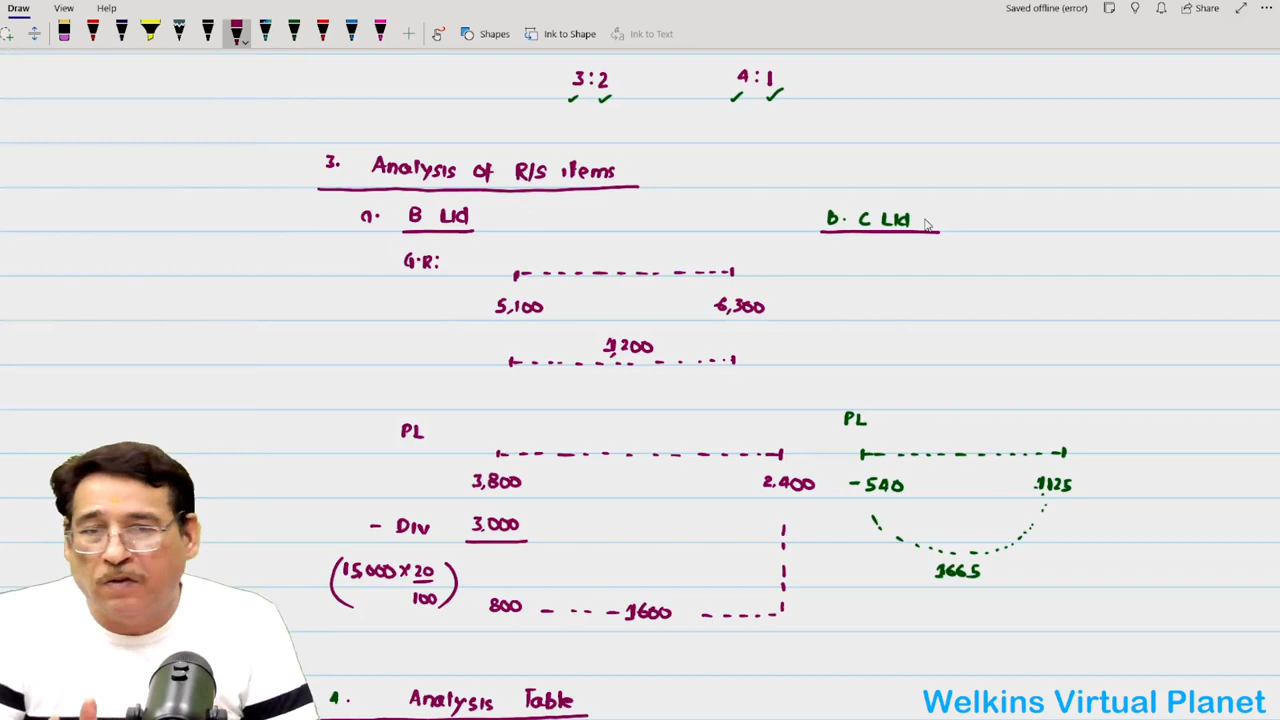 Draw View Help Saved offline (error) Share
Shapes Ink to Shape Ink to Text
3:2 4:1
3. Analysis of R/S items
a. B Ltd b. C Ltd
G.R:
5,100 6,300
1,200
PL PL
3,800 2,400 -540 1125
- Div 3,000
1665
(15,000 × 20/100)
800 1600
4. Analysis Table
Welkins Virtual Planet